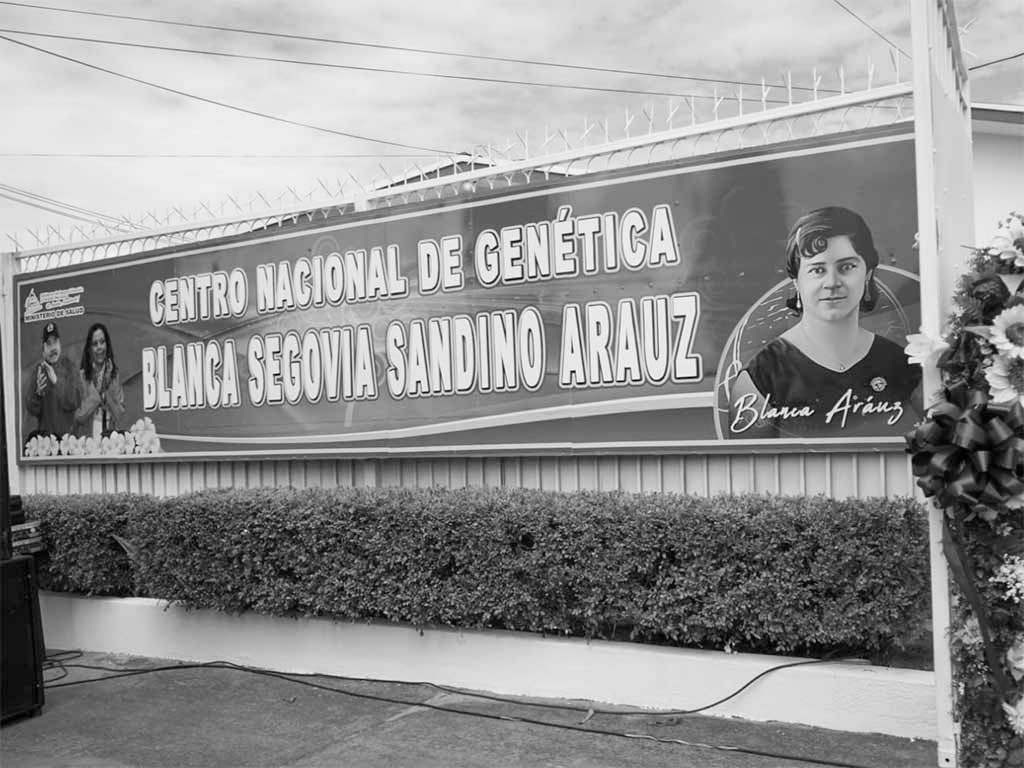 MINISTERIO DE SALUD
CENTRO NACIONAL DE GENÉTICA
BLANCA SEGOVIA SANDINO ARAUZ
Blanca Aráuz